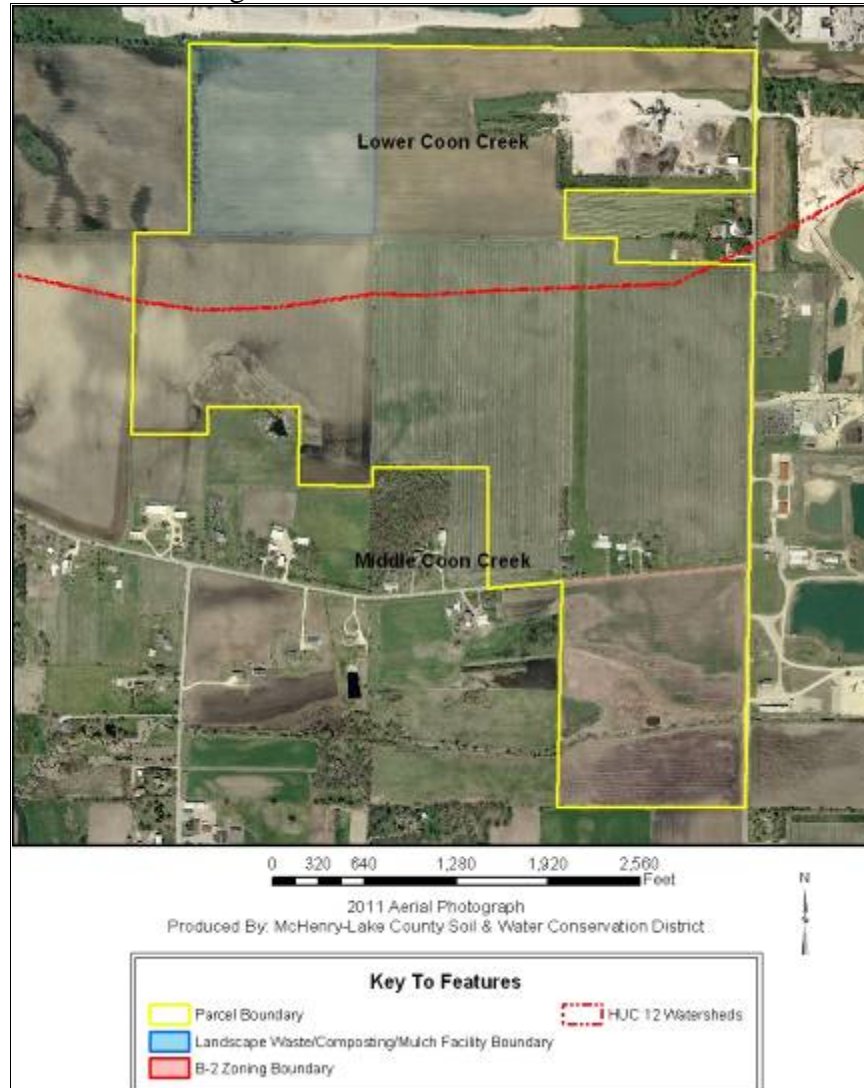 Lower Coon Creek
Middle Coon Creek
0 320 640 1,280 1,920 2,560
Feet
N
2011 Aerial Photograph
Produced By: McHenry-Lake County Soil & Water Conservation District
Key To Features
Parcel Boundary
HUC 12 Watersheds
Landscape Waste/Composting/Mulch Facility Boundary
B-2 Zoning Boundary